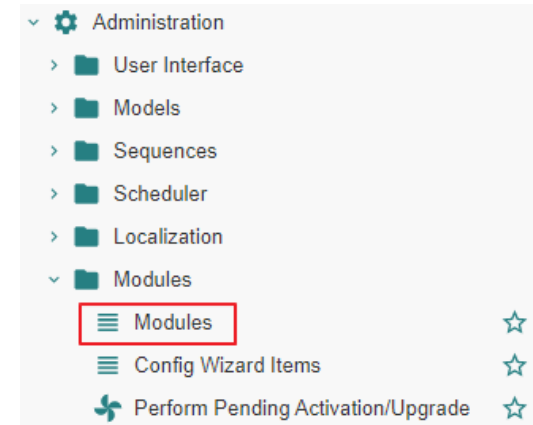 Administration
User Interface
Models
Sequences
Scheduler
Localization
Modules
Modules
Config Wizard Items
Perform Pending Activation/Upgrade